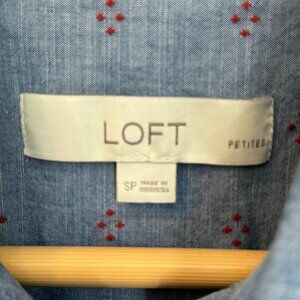 LOFT
PETITES
SP
MADE IN
INDONESIA